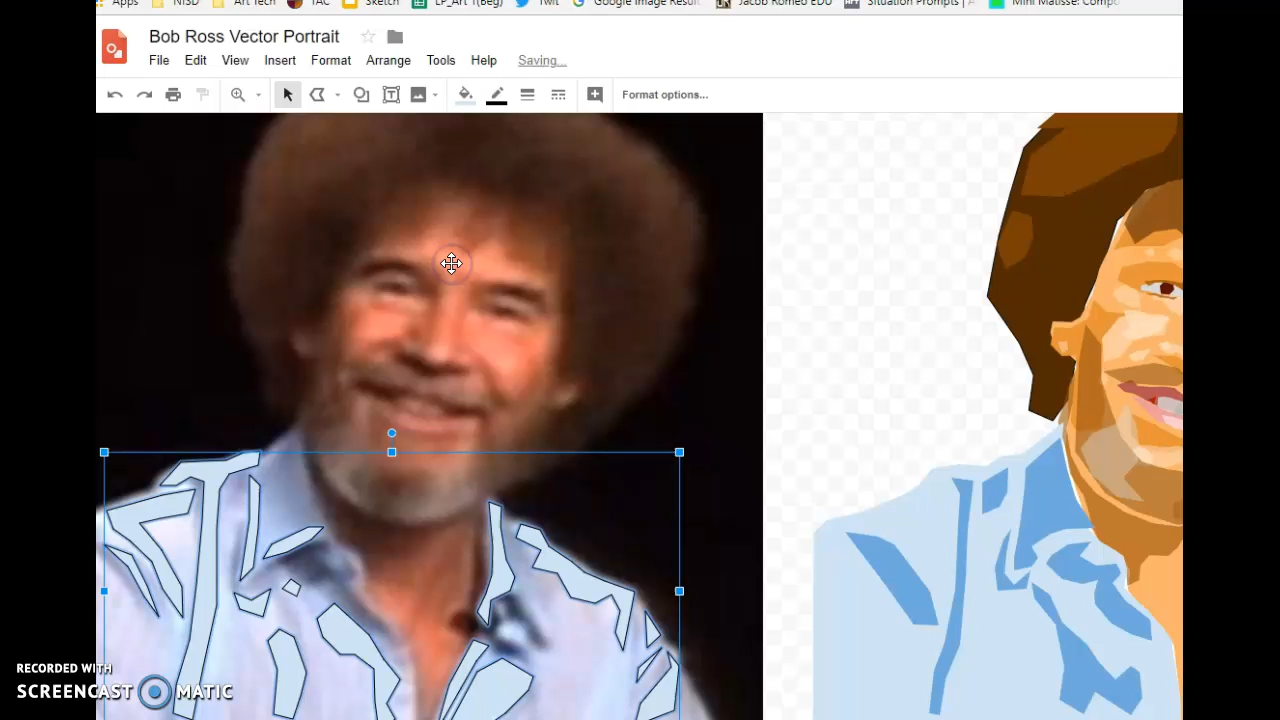 Apps NISD Art Tech TAC Sketch LP_Art 1(Beg) Twit Google Image Result Jacob Romeo EDU Situation Prompts | A Mini Matisse: Compu
Bob Ross Vector Portrait
File Edit View Insert Format Arrange Tools Help Saving...
Format options...
RECORDED WITH
SCREENCAST MATIC